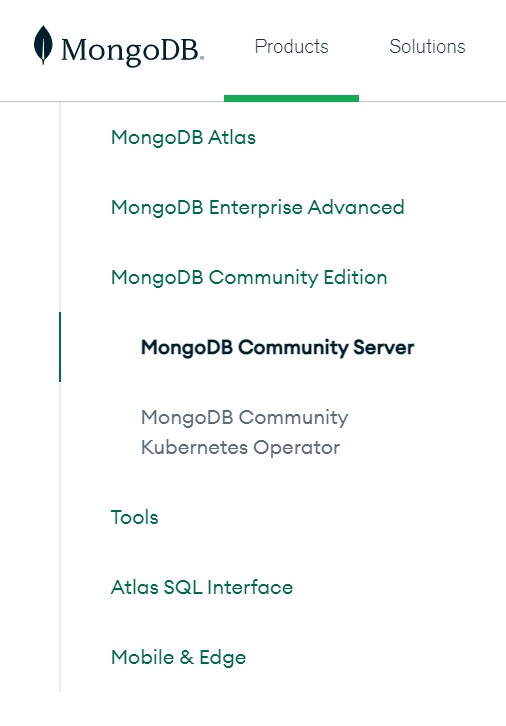 MongoDB.
Products
Solutions
MongoDB Atlas
MongoDB Enterprise Advanced
MongoDB Community Edition
MongoDB Community Server
MongoDB Community
Kubernetes Operator
Tools
Atlas SQL Interface
Mobile & Edge